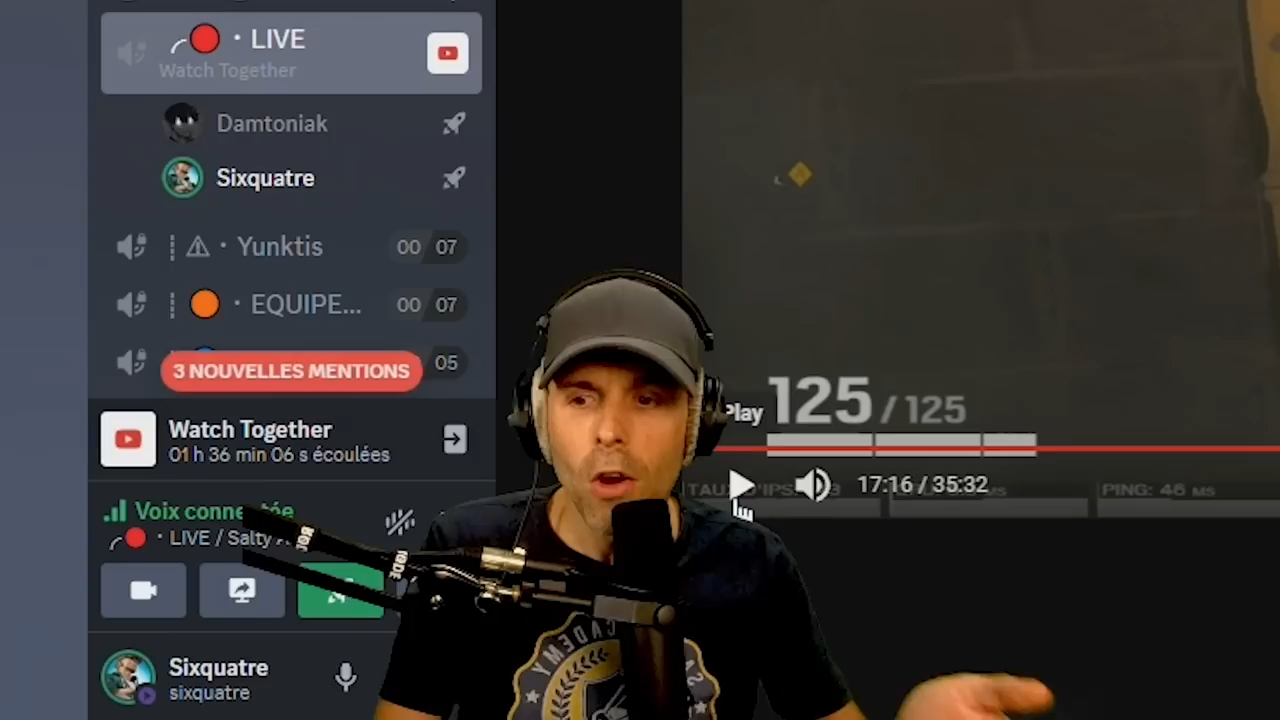 · LIVE
Watch Together
Damtoniak
Sixquatre
· Yunktis 00 07
· EQUIPE... 00 07
05
3 NOUVELLES MENTIONS
Watch Together
01 h 36 min 06 s écoulées
Voix connectée
· LIVE / Salty
Sixquatre
sixquatre
Play
125 / 125
17:16 / 35:32
PING: 46 MS